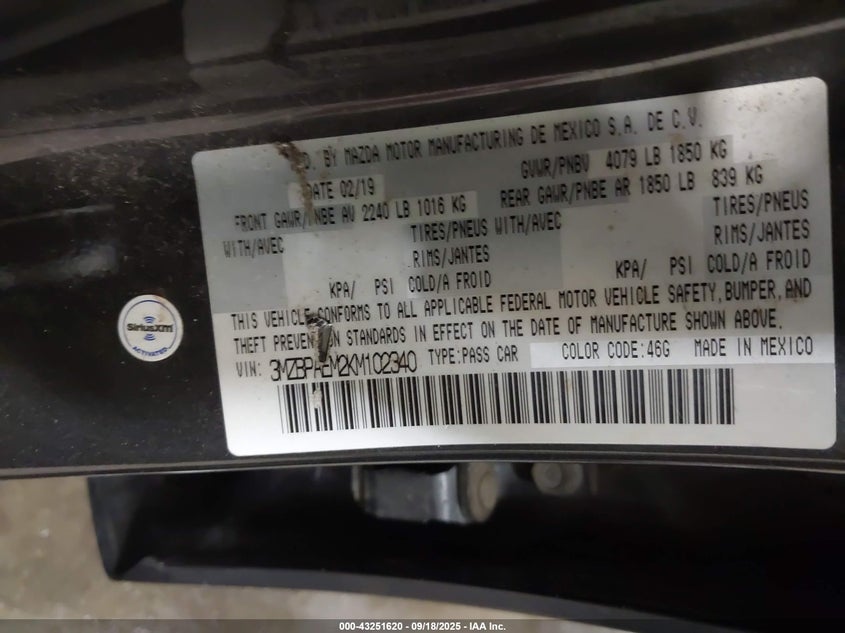 D. BY MAZDA MOTOR MANUFACTURING DE MEXICO S.A. DE C.V.
DATE 02/19 GVWR/PNBV 4079 LB 1850 KG
FRONT GAWR/PNBE AV 2240 LB 1016 KG REAR GAWR/PNBE AR 1850 LB 839 KG
WITH/AVEC TIRES/PNEUS WITH/AVEC TIRES/PNEUS
RIMS/JANTES RIMS/JANTES
KPA/ PSI COLD/A FROID KPA/ PSI COLD/A FROID
THIS VEHICLE CONFORMS TO ALL APPLICABLE FEDERAL MOTOR VEHICLE SAFETY, BUMPER, AND
THEFT PREVENTION STANDARDS IN EFFECT ON THE DATE OF MANUFACTURE SHOWN ABOVE.
VIN: 3MZBPAEM2KM102340 TYPE:PASS CAR COLOR CODE:46G MADE IN MEXICO
SiriusXM
ACTIVATED
000-43251620 - 09/18/2025 - IAA Inc.